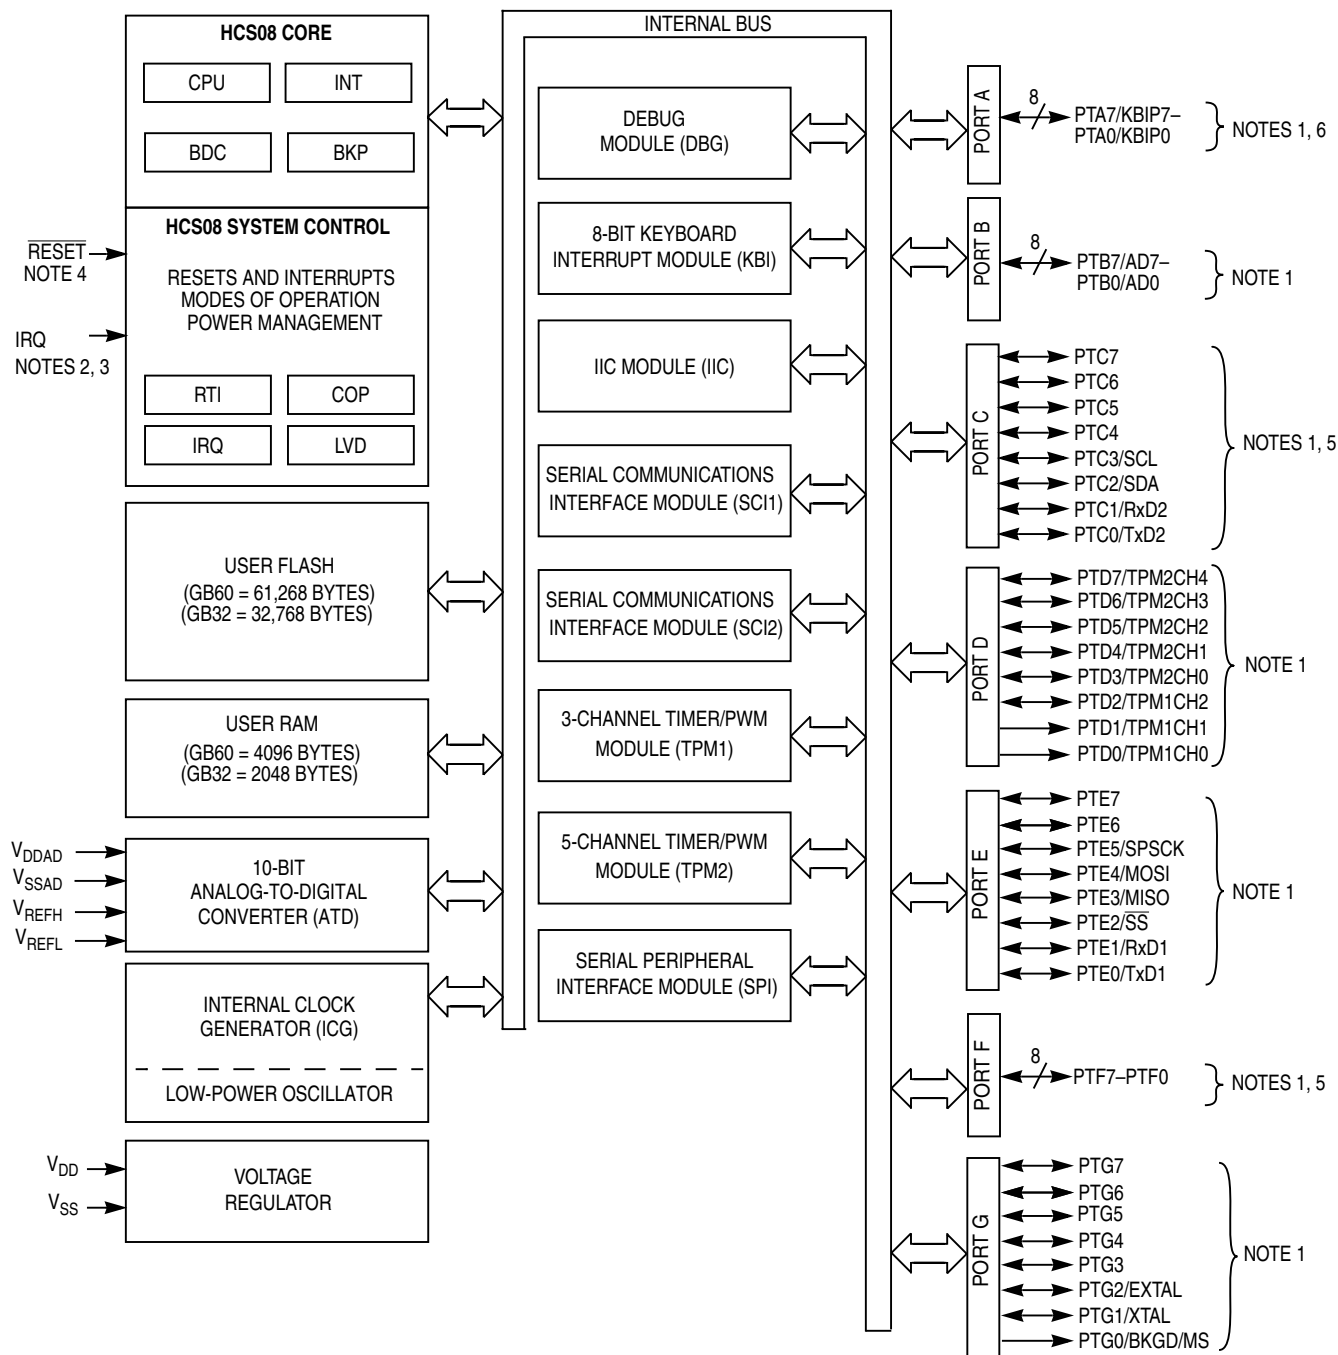 HCS08 CORE
CPU
INT
BDC
BKP
HCS08 SYSTEM CONTROL
RESETS AND INTERRUPTS
MODES OF OPERATION
POWER MANAGEMENT
RTI
COP
IRQ
LVD
RESET
NOTE 4
IRQ
NOTES 2, 3
USER FLASH
(GB60 = 61,268 BYTES)
(GB32 = 32,768 BYTES)
USER RAM
(GB60 = 4096 BYTES)
(GB32 = 2048 BYTES)
VDDAD
VSSAD
VREFH
VREFL
10-BIT
ANALOG-TO-DIGITAL
CONVERTER (ATD)
INTERNAL CLOCK
GENERATOR (ICG)
LOW-POWER OSCILLATOR
VDD
VSS
VOLTAGE
REGULATOR
INTERNAL BUS
DEBUG
MODULE (DBG)
8-BIT KEYBOARD
INTERRUPT MODULE (KBI)
IIC MODULE (IIC)
SERIAL COMMUNICATIONS
INTERFACE MODULE (SCI1)
SERIAL COMMUNICATIONS
INTERFACE MODULE (SCI2)
3-CHANNEL TIMER/PWM
MODULE (TPM1)
5-CHANNEL TIMER/PWM
MODULE (TPM2)
SERIAL PERIPHERAL
INTERFACE MODULE (SPI)
PORT A
8
PTA7/KBIP7–
PTA0/KBIP0
NOTES 1, 6
PORT B
8
PTB7/AD7–
PTB0/AD0
NOTE 1
PORT C
PTC7
PTC6
PTC5
PTC4
PTC3/SCL
PTC2/SDA
PTC1/RxD2
PTC0/TxD2
NOTES 1, 5
PORT D
PTD7/TPM2CH4
PTD6/TPM2CH3
PTD5/TPM2CH2
PTD4/TPM2CH1
PTD3/TPM2CH0
PTD2/TPM1CH2
PTD1/TPM1CH1
PTD0/TPM1CH0
NOTE 1
PORT E
PTE7
PTE6
PTE5/SPSCK
PTE4/MOSI
PTE3/MISO
PTE2/SS
PTE1/RxD1
PTE0/TxD1
NOTE 1
PORT F
8
PTF7–PTF0
NOTES 1, 5
PORT G
PTG7
PTG6
PTG5
PTG4
PTG3
PTG2/EXTAL
PTG1/XTAL
PTG0/BKGD/MS
NOTE 1